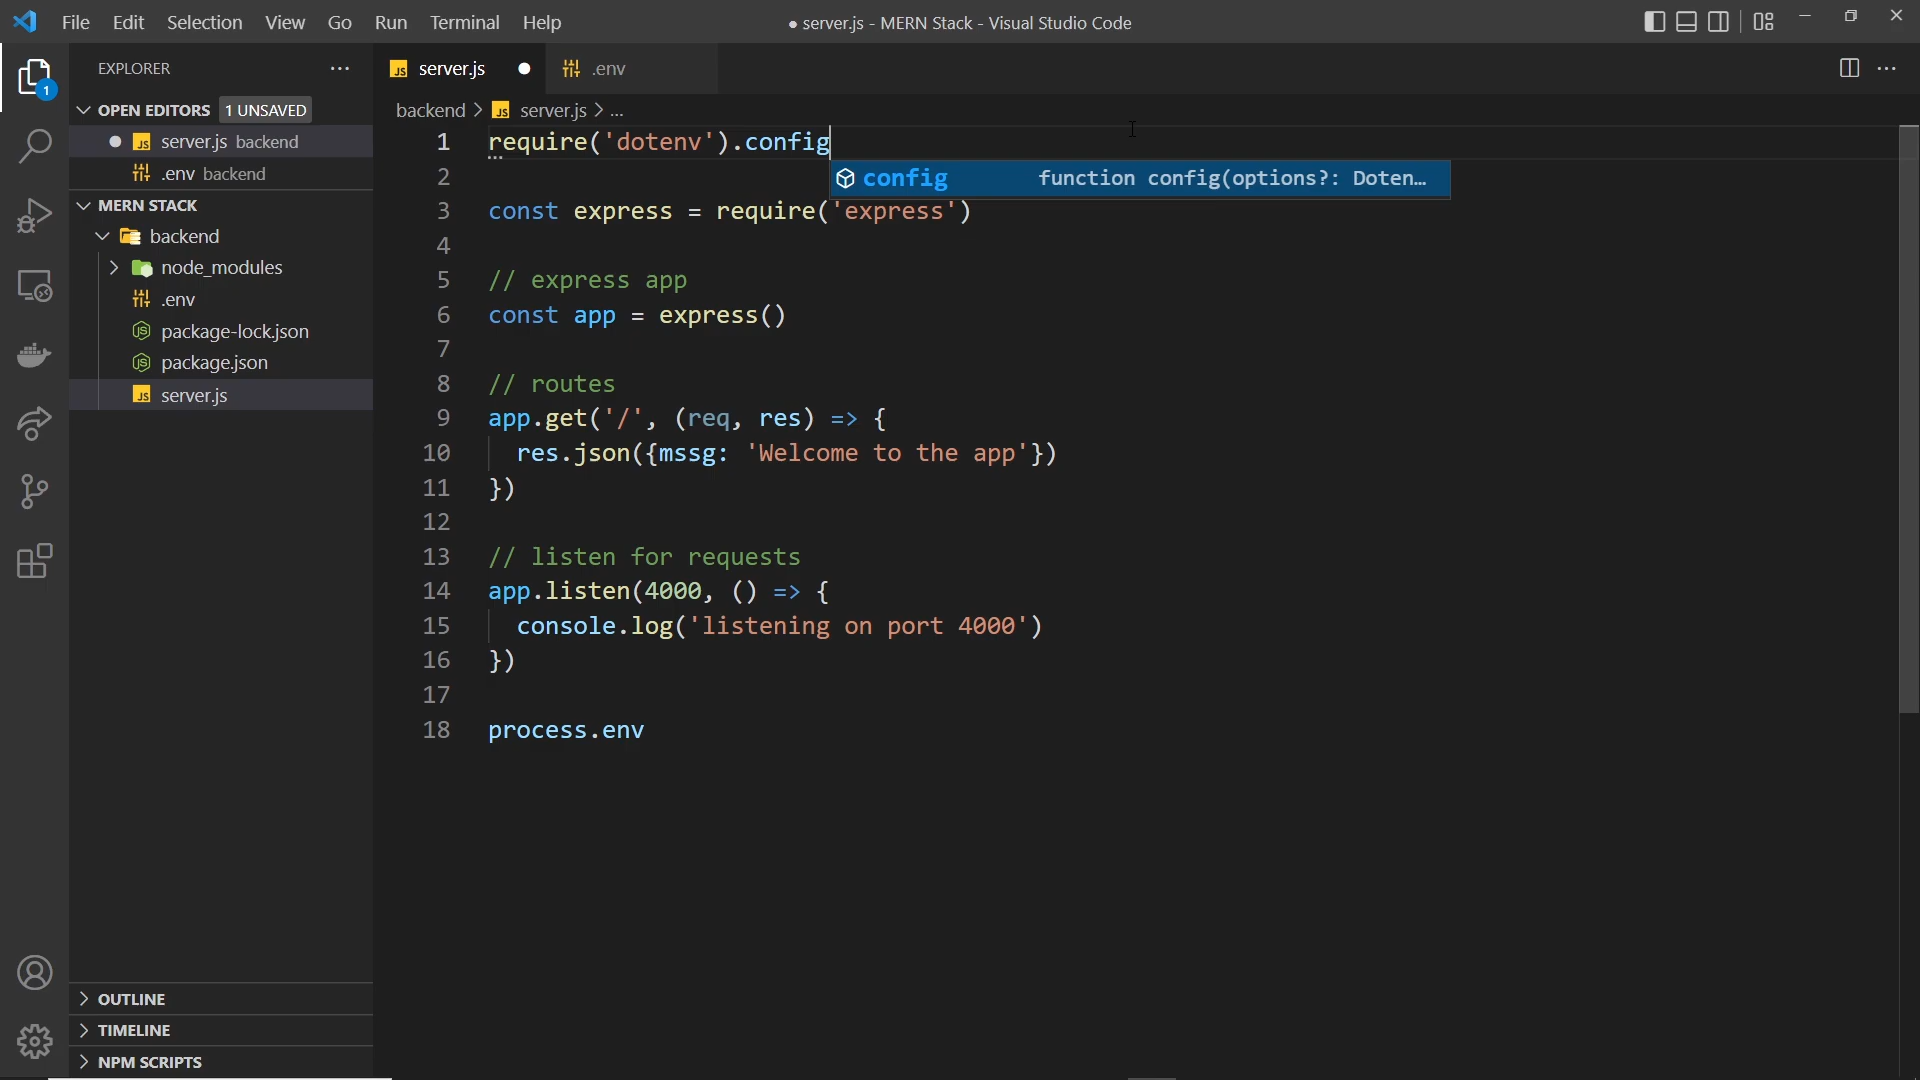 File Edit Selection View Go Run Terminal Help
● server.js - MERN Stack - Visual Studio Code
EXPLORER
1
OPEN EDITORS 1 UNSAVED
JS server.js backend
.env backend
MERN STACK
backend
node_modules
.env
package-lock.json
package.json
JS server.js
OUTLINE
TIMELINE
NPM SCRIPTS
JS server.js ● .env
backend > JS server.js > ...
1 require('dotenv').config
config function config(options?: Doten...
2
3 const express = require('express')
4
5 // express app
6 const app = express()
7
8 // routes
9 app.get('/', (req, res) => {
10 res.json({mssg: 'Welcome to the app'})
11 })
12
13 // listen for requests
14 app.listen(4000, () => {
15 console.log('listening on port 4000')
16 })
17
18 process.env